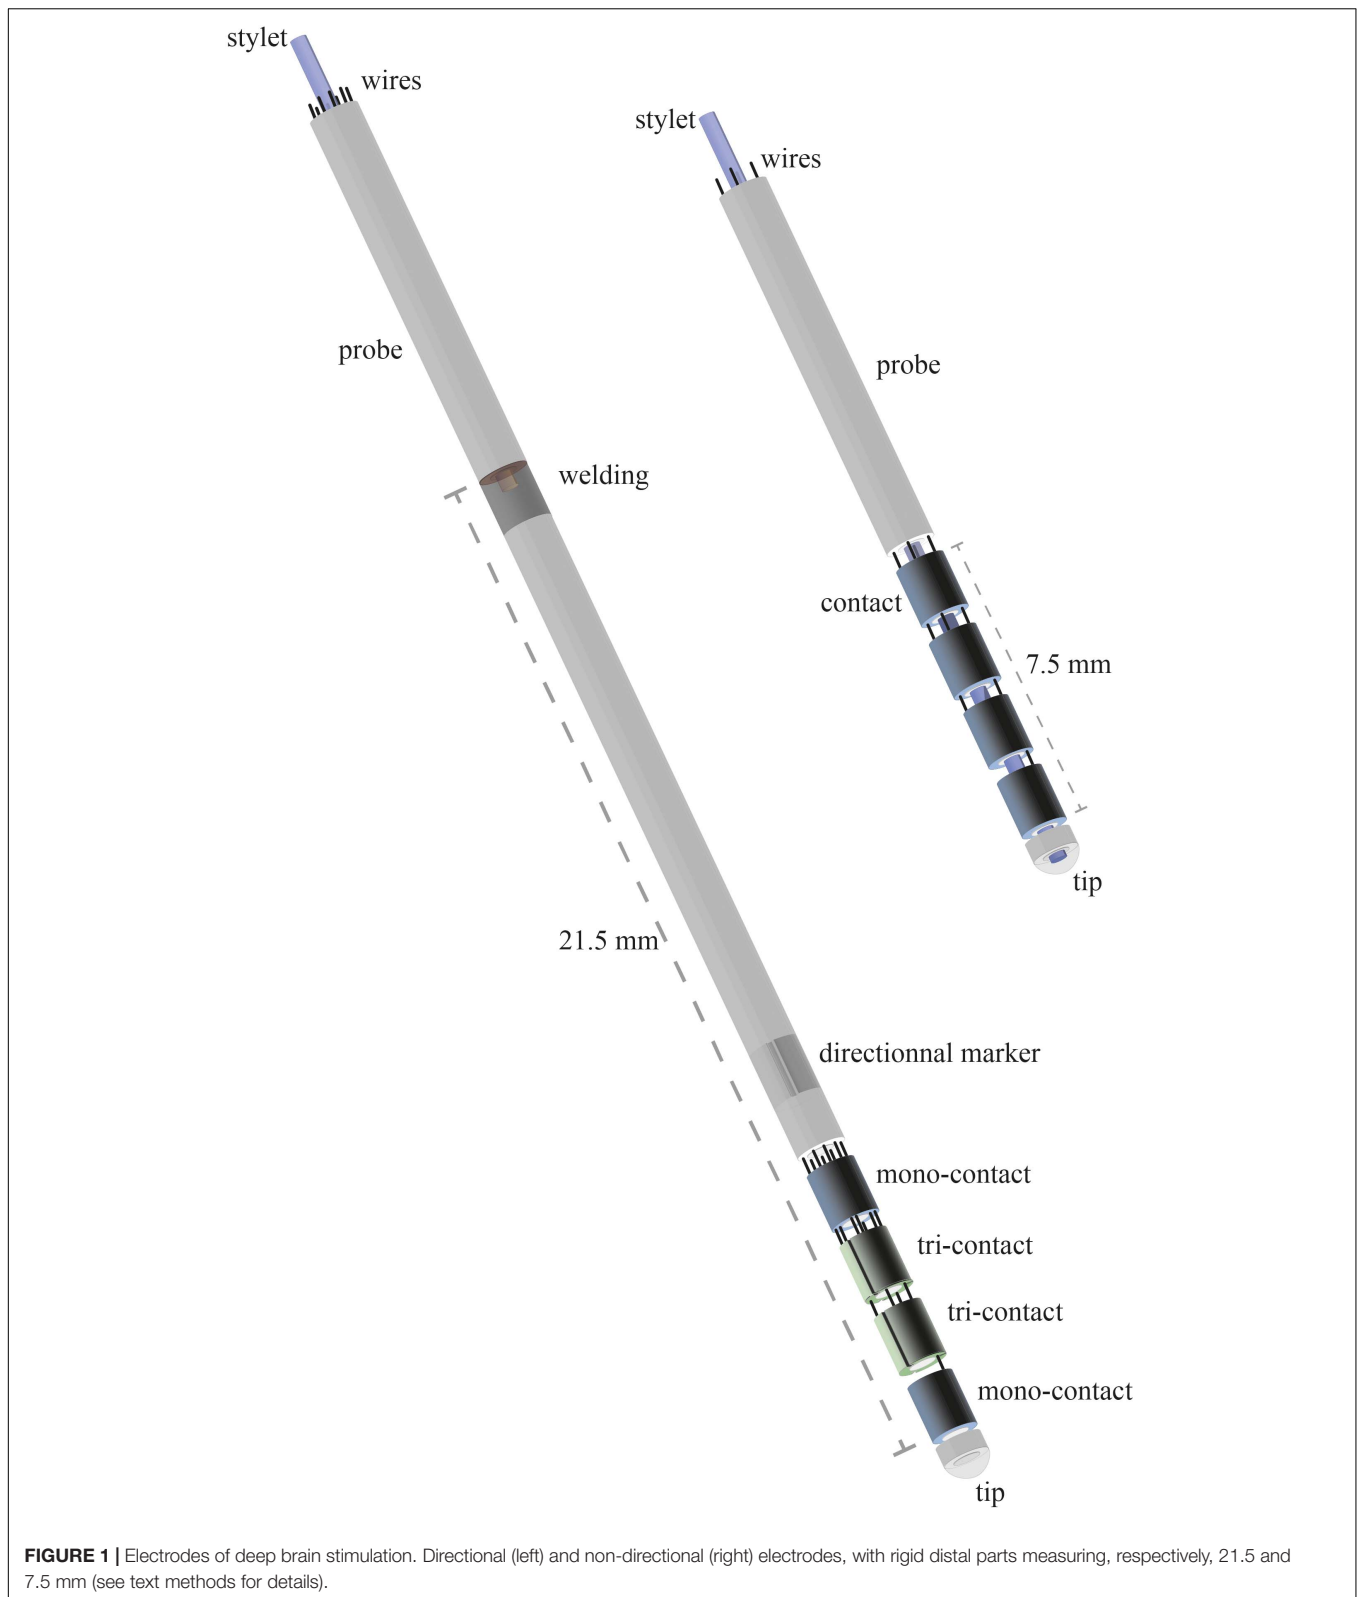 stylet
wires
stylet
wires
probe
probe
welding
contact
7.5 mm
tip
21.5 mm
directionnal marker
mono-contact
tri-contact
tri-contact
mono-contact
tip
FIGURE 1 | Electrodes of deep brain stimulation. Directional (left) and non-directional (right) electrodes, with rigid distal parts measuring, respectively, 21.5 and
7.5 mm (see text methods for details).